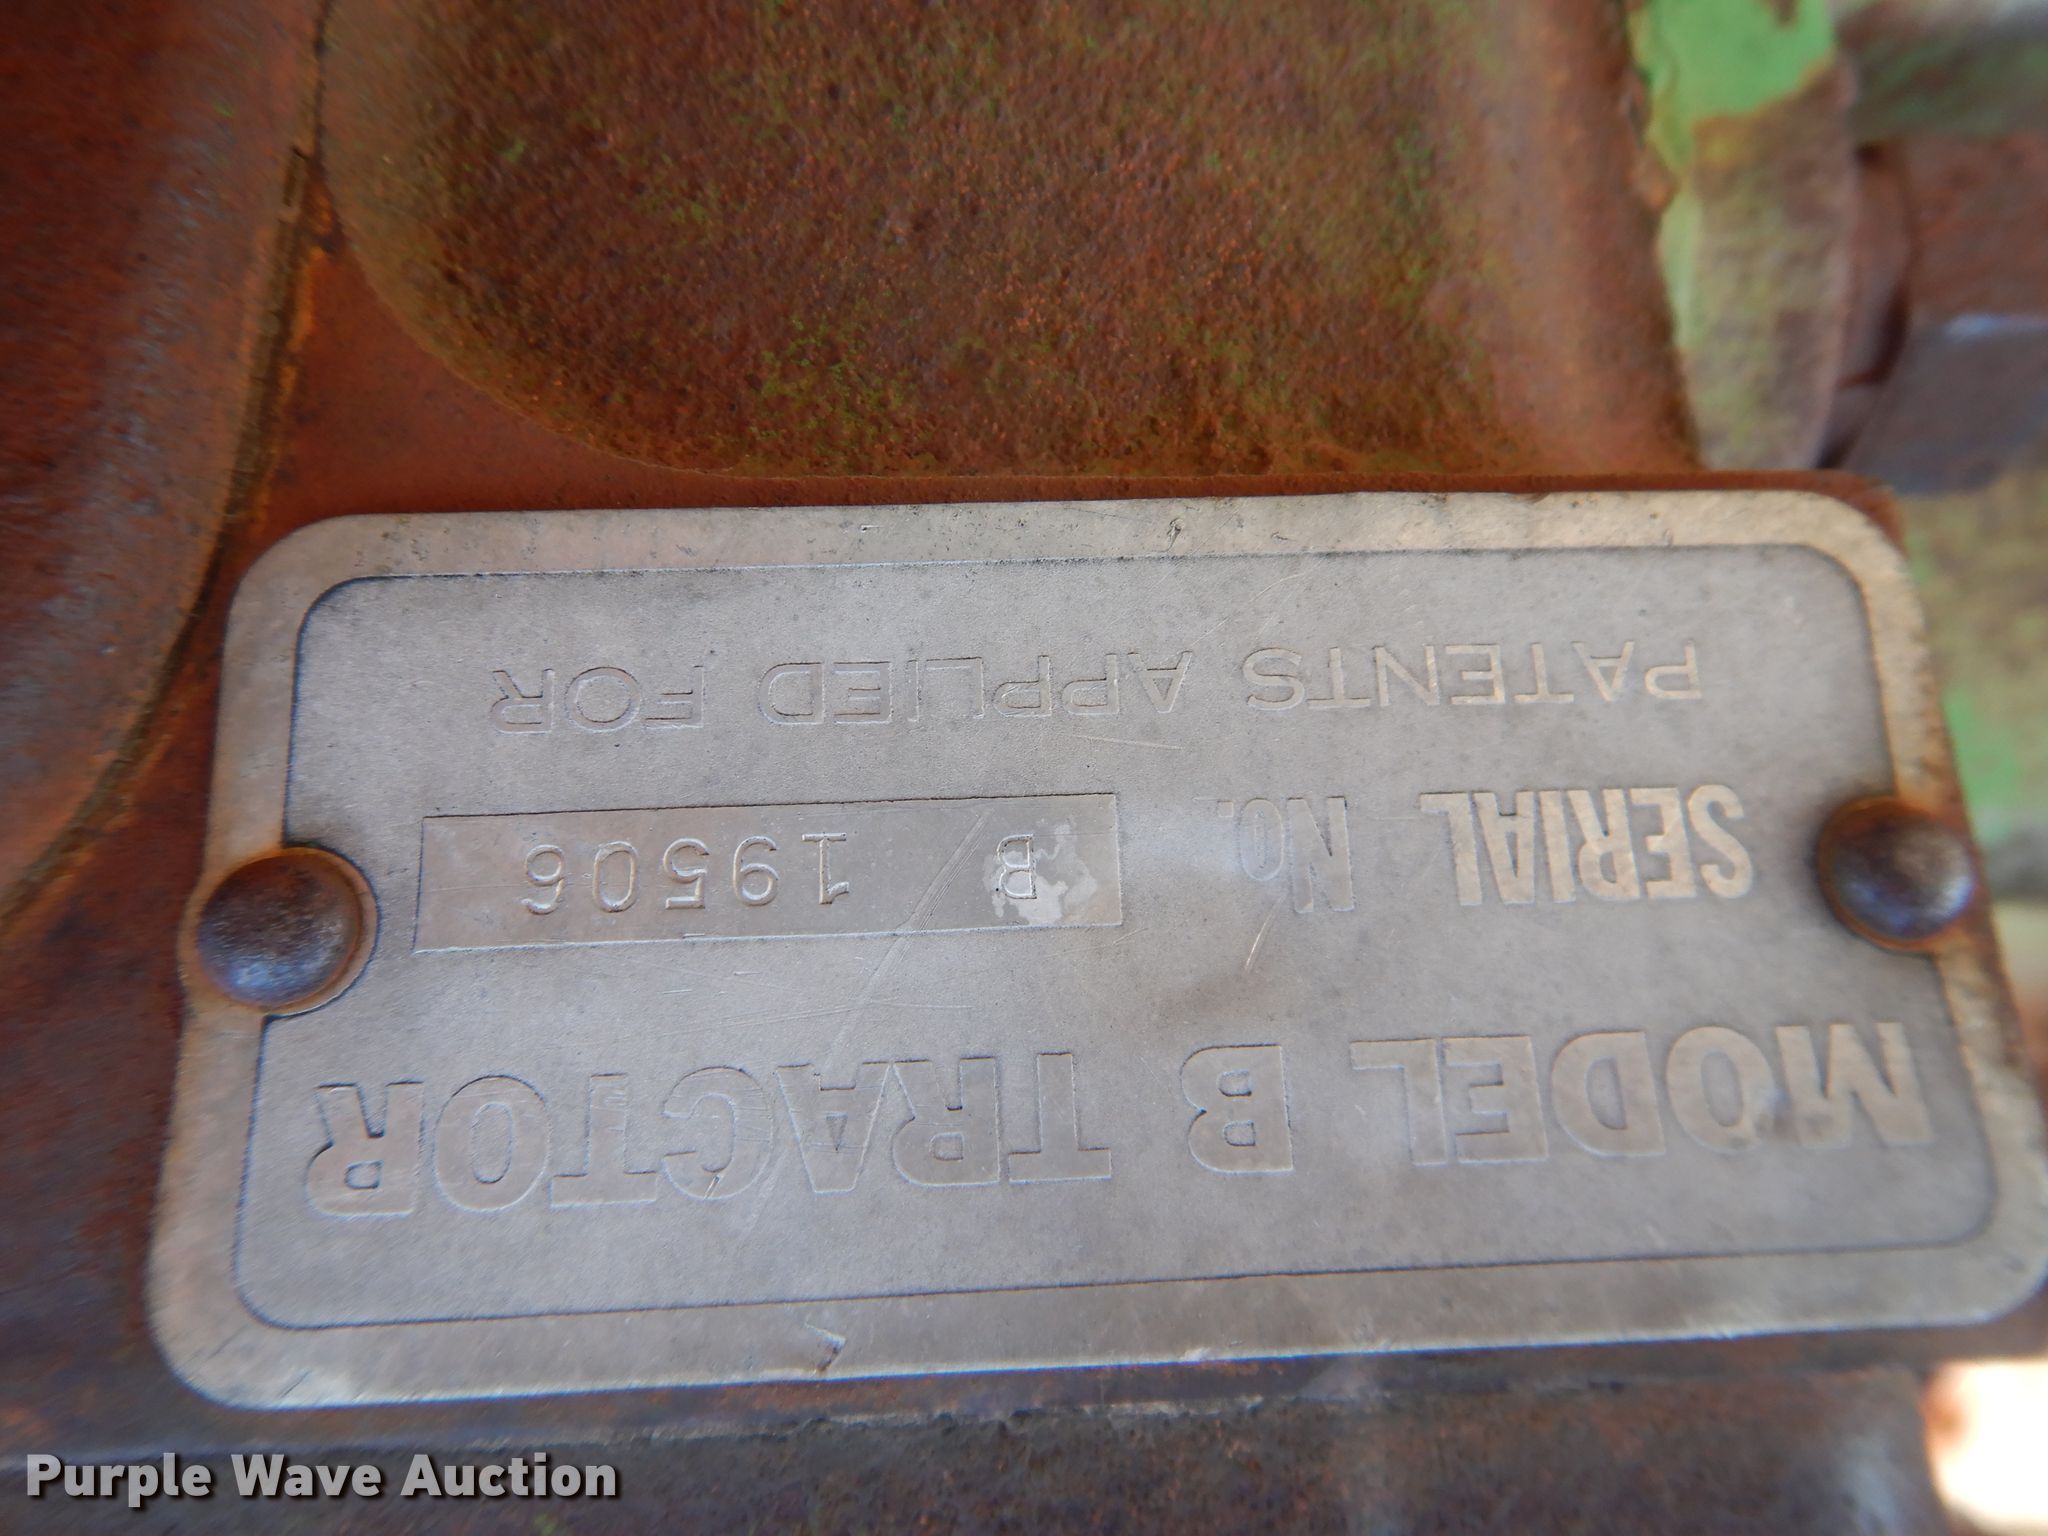 MODEL B TRACTOR
SERIAL No. B 19506
PATENTS APPLIED FOR
Purple Wave Auction